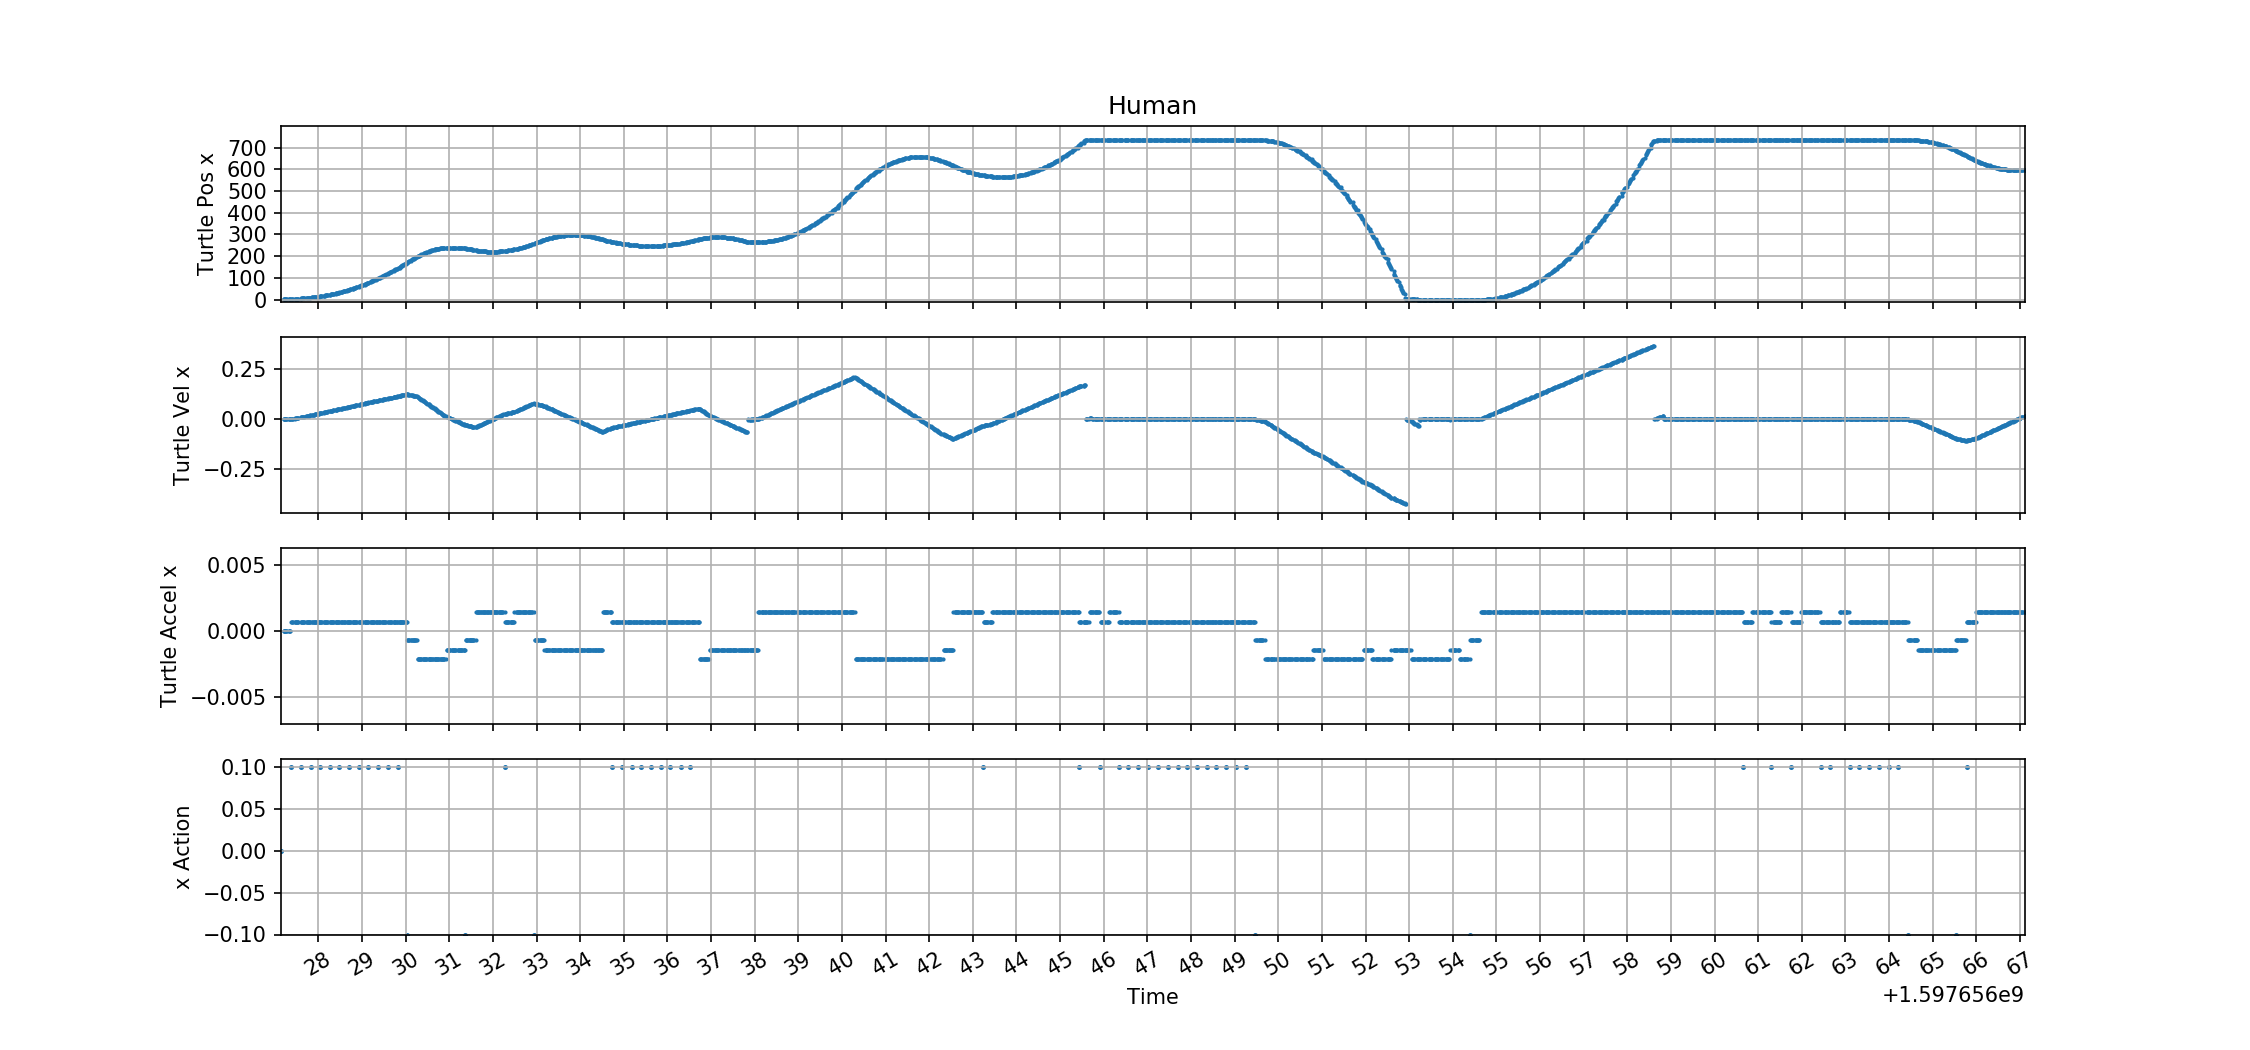 Human
Turtle Pos x
700
600
500
400
300
200
100
0
Turtle Vel x
0.25
0.00
−0.25
Turtle Accel x
0.005
0.000
−0.005
x Action
0.10
0.05
0.00
−0.05
−0.10
28 29 30 31 32 33 34 35 36 37 38 39 40 41 42 43 44 45 46 47 48 49 50 51 52 53 54 55 56 57 58 59 60 61 62 63 64 65 66 67
Time
+1.597656e9